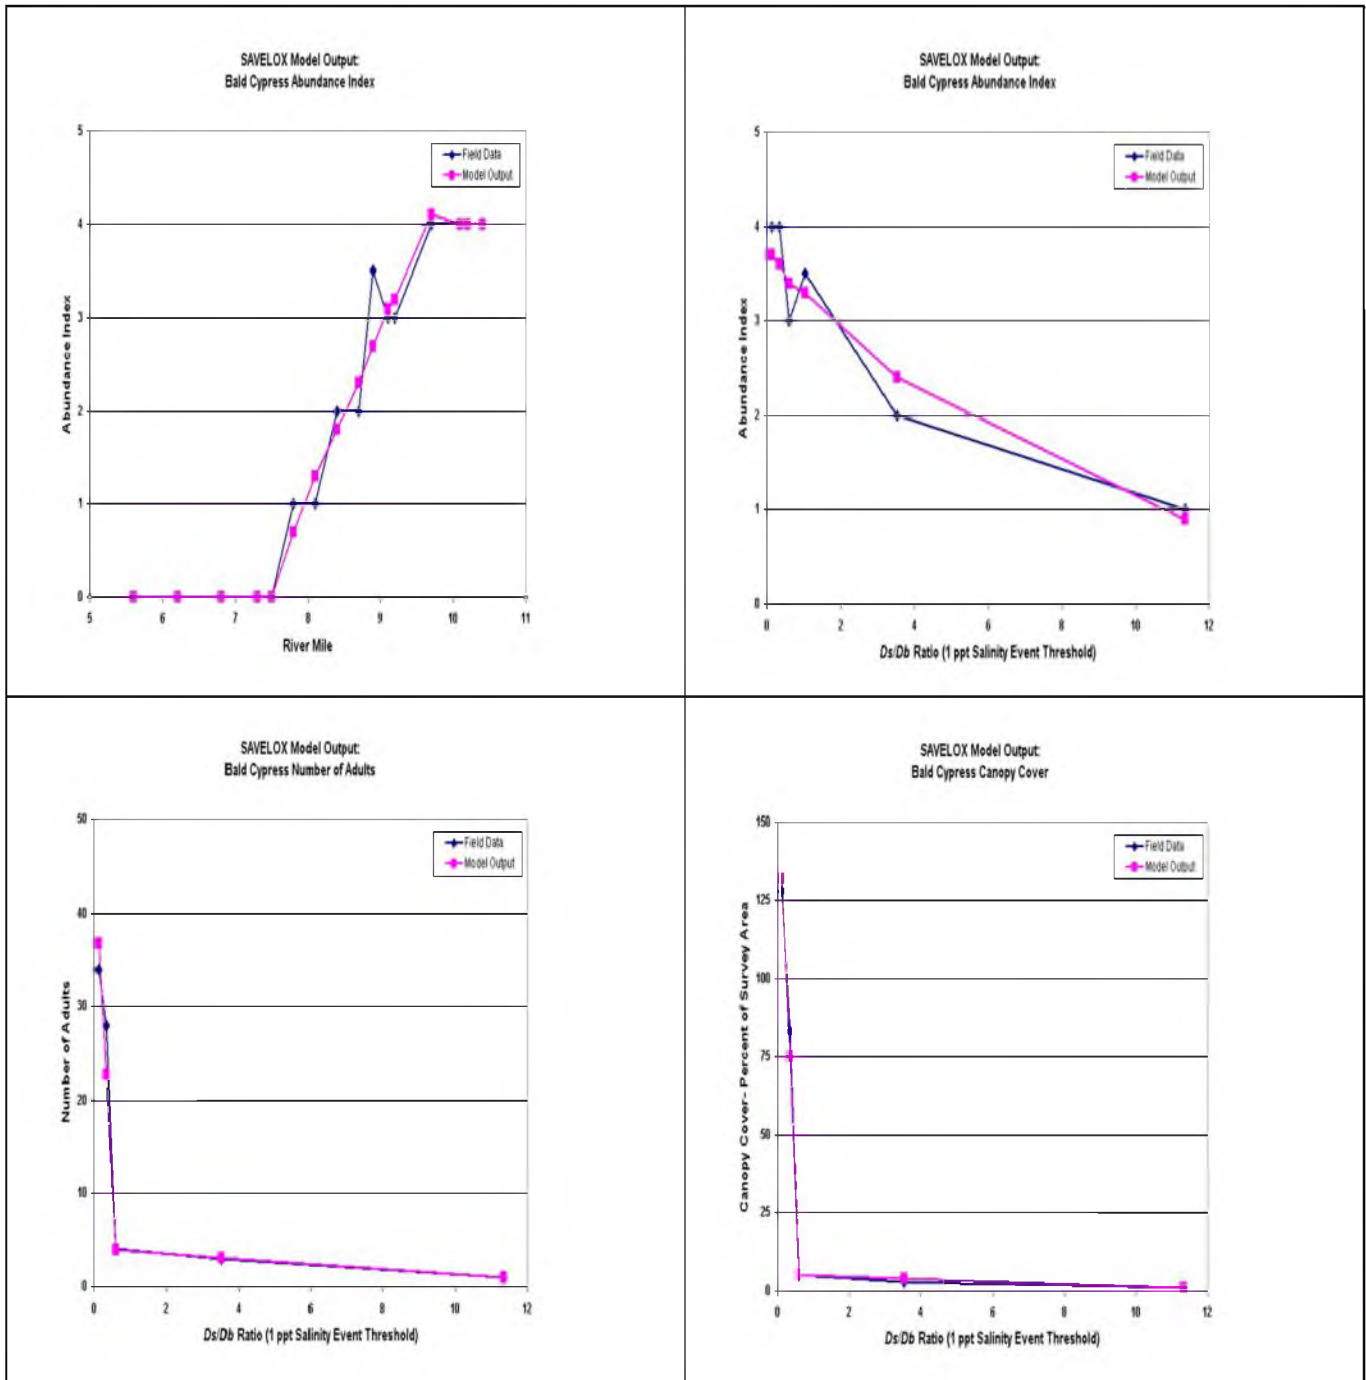 SAVELOX Model Output:
Bald Cypress Abundance Index
5
4
3
2
1
0
Abundance Index
Field Data
Model Output
5 6 7 8 9 10 11
River Mile
SAVELOX Model Output:
Bald Cypress Abundance Index
5
4
3
2
1
0
Abundance Index
Field Data
Model Output
0 2 4 6 8 10 12
Ds/Db Ratio (1 ppt Salinity Event Threshold)
SAVELOX Model Output:
Bald Cypress Number of Adults
50
40
30
20
10
0
Number of Adults
Field Data
Model Output
0 2 4 6 8 10 12
Ds/Db Ratio (1 ppt Salinity Event Threshold)
SAVELOX Model Output:
Bald Cypress Canopy Cover
150
125
100
75
50
25
0
Canopy Cover- Percent of Survey Area
Field Data
Model Output
0 2 4 6 8 10 12
Ds/Db Ratio (1 ppt Salinity Event Threshold)